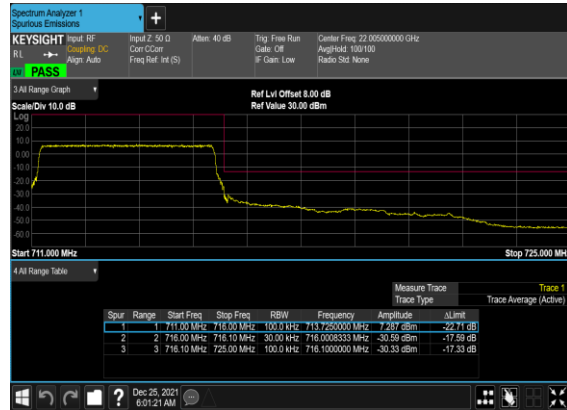 Spectrum Analyzer 1
Spurious Emissions
+
KEYSIGHT Input: RF Input Z: 50 Ω Atten: 40 dB Trig: Free Run Center Freq: 22.005000000 GHz
RL Coupling: DC Corr CCorr Gate: Off Avg|Hold: 100/100
Align: Auto Freq Ref: Int (S) IF Gain: Low Radio Std: None
PASS
3 All Range Graph
Ref Lvl Offset 8.00 dB
Scale/Div 10.0 dB Ref Value 30.00 dBm
Log
20.0
10.0
0.00
-10.0
-20.0
-30.0
-40.0
-50.0
-60.0
Start 711.000 MHz Stop 725.000 MH
4 All Range Table
Measure Trace Trace 1
Trace Type Trace Average (Active)
Spur Range Start Freq Stop Freq RBW Frequency Amplitude ΔLimit
1 1 711.00 MHz 716.00 MHz 100.0 kHz 713.7250000 MHz 7.287 dBm -22.71 dB
2 2 716.00 MHz 716.10 MHz 30.00 kHz 716.0008333 MHz -30.59 dBm -17.59 dB
3 3 716.10 MHz 725.00 MHz 100.0 kHz 716.1000000 MHz -30.33 dBm -17.33 dB
? Dec 25, 2021
6:01:21 AM